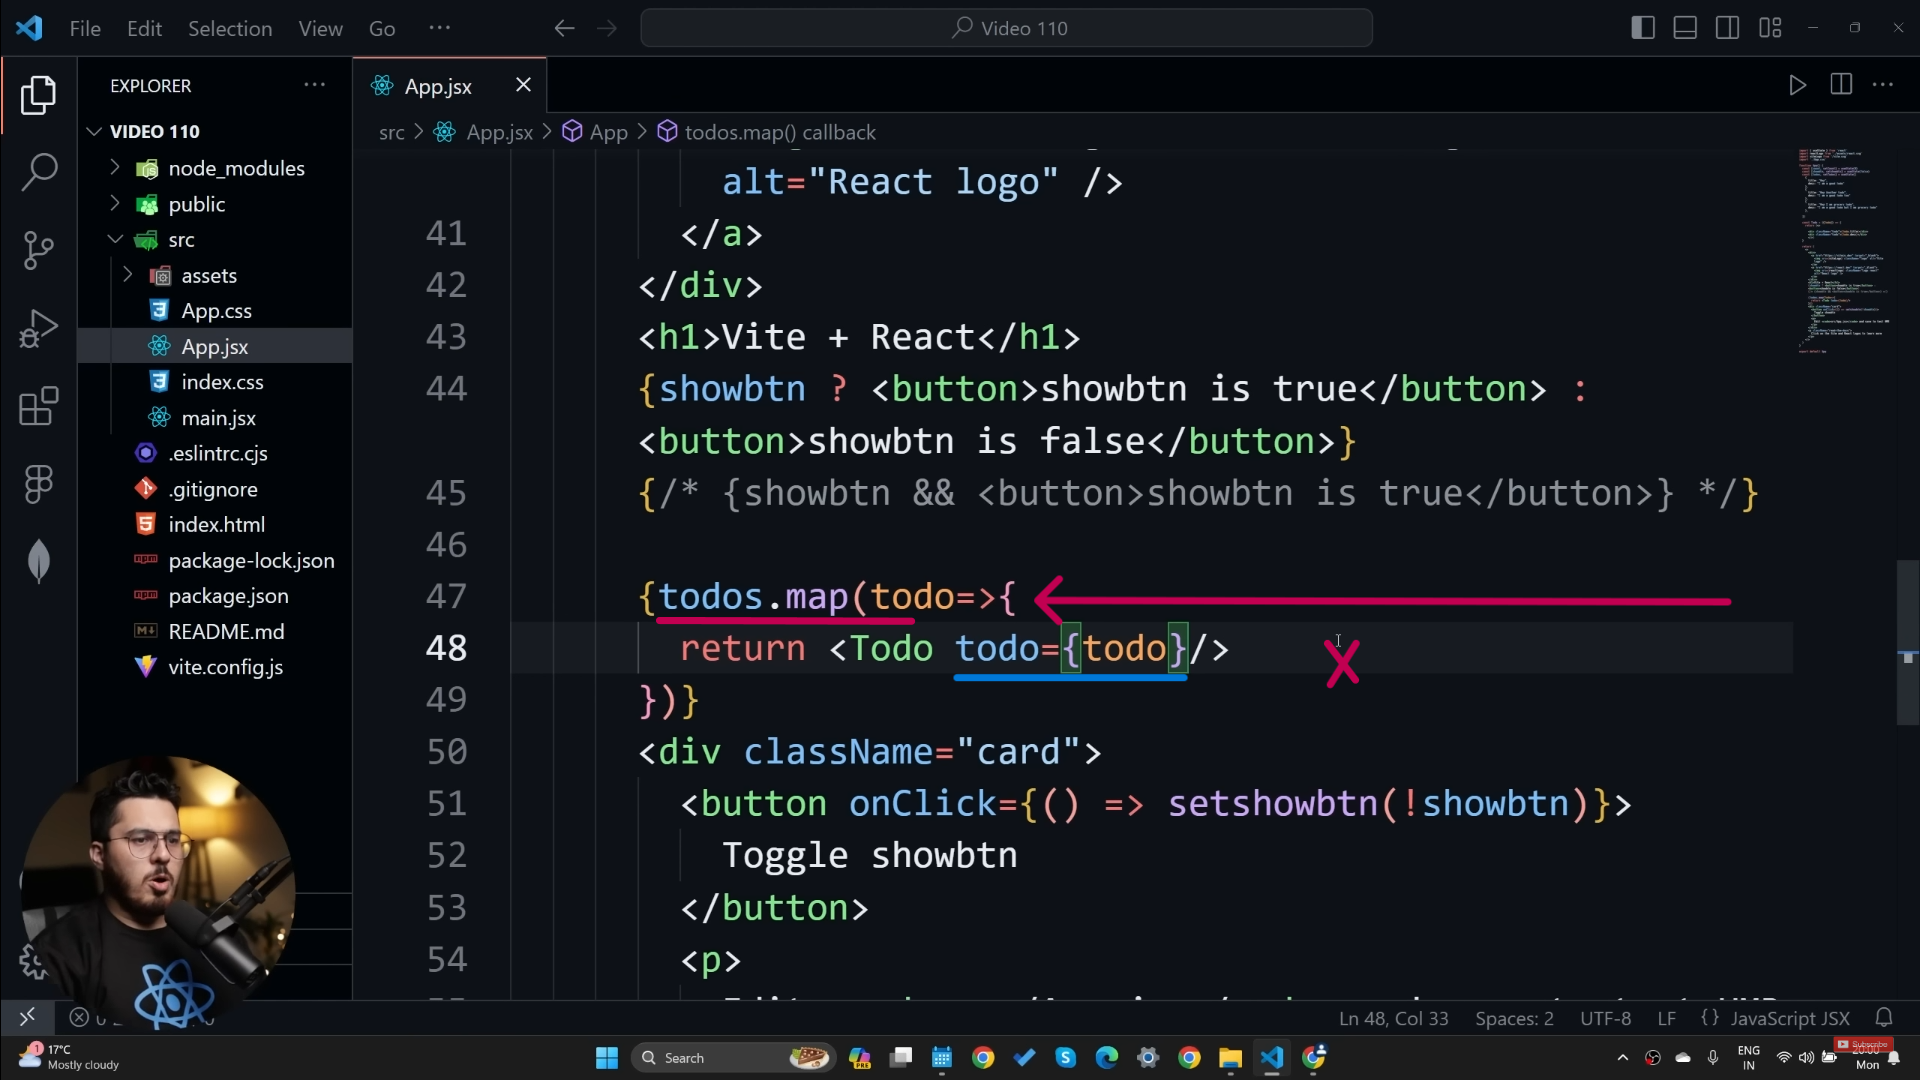 File Edit Selection View Go ··· Video 110
EXPLORER ···
App.jsx
VIDEO 110
node_modules
public
src
assets
App.css
App.jsx
index.css
main.jsx
.eslintrc.cjs
.gitignore
index.html
package-lock.json
package.json
README.md
vite.config.js
src > App.jsx > App > todos.map() callback
alt="React logo" />
41 </a>
42 </div>
43 <h1>Vite + React</h1>
44 {showbtn ? <button>showbtn is true</button> :
<button>showbtn is false</button>}
45 {/* {showbtn && <button>showbtn is true</button>} */}
46
47 {todos.map(todo=>{
48 return <Todo todo={todo}/>
X
49 })}
50 <div className="card">
51 <button onClick={() => setshowbtn(!showbtn)}>
52 Toggle showbtn
53 </button>
54 <p>
Ln 48, Col 33 Spaces: 2 UTF-8 LF {} JavaScript JSX
1
17°C
Mostly cloudy
Search
PRE
ENG
IN
Subscribe
20:00
Mon